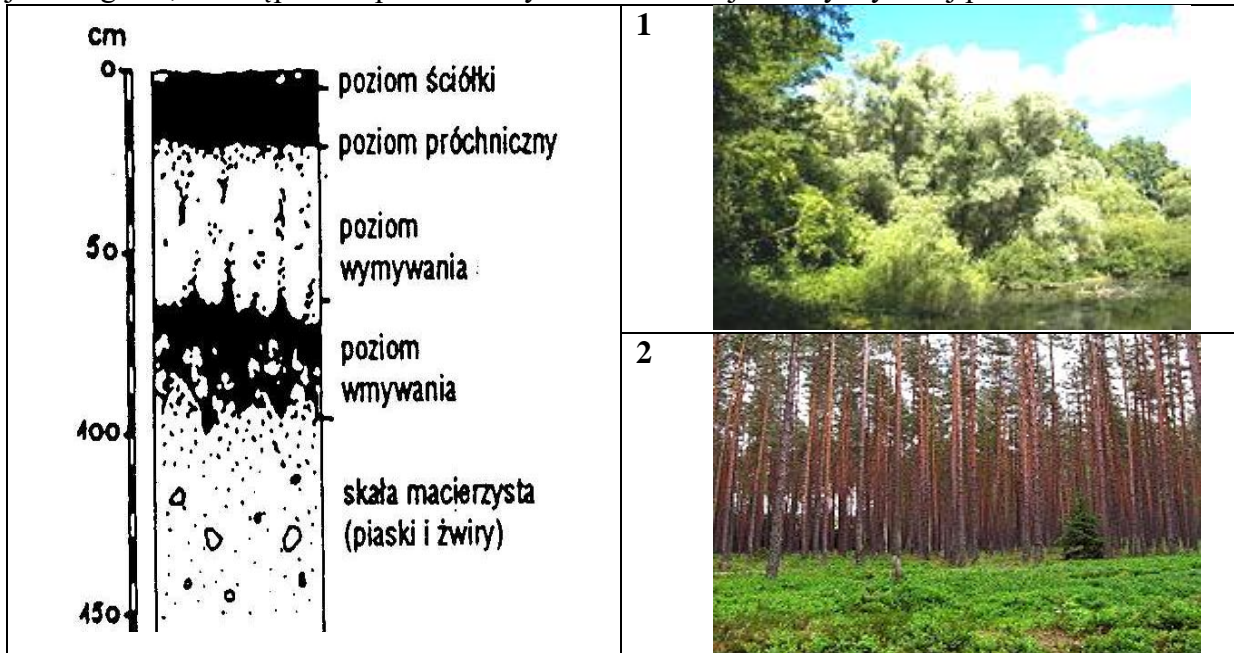 cm
0
poziom ściółki
poziom próchniczny
50
poziom
wymywania
poziom
wmywania
100
skała macierzysta
(piaski i żwiry)
150
1
2